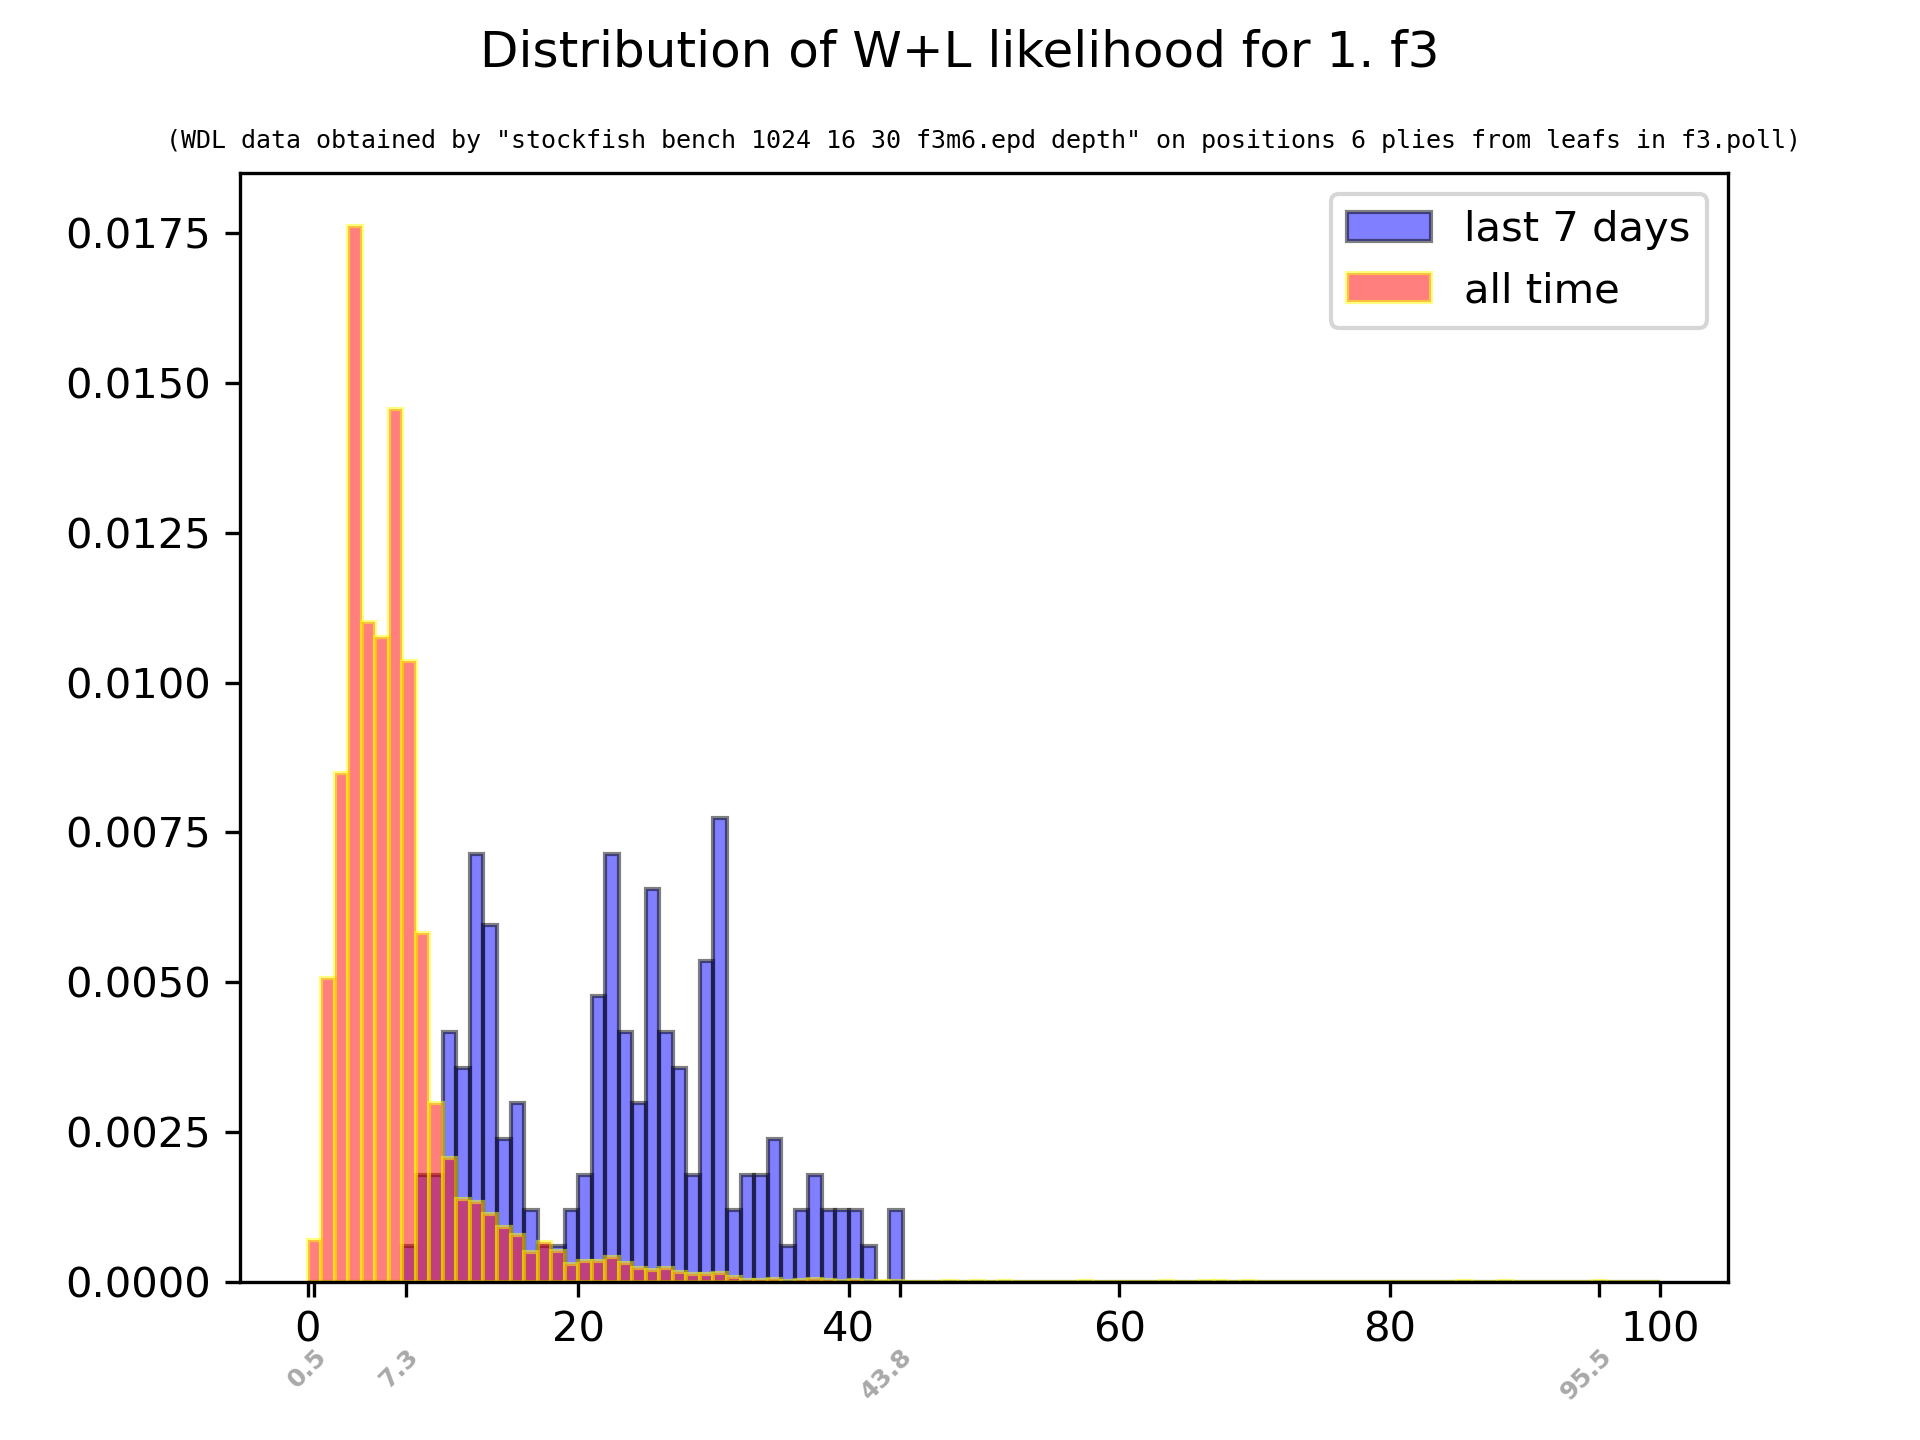 Distribution of W+L likelihood for 1. f3
(WDL data obtained by "stockfish bench 1024 16 30 f3m6.epd depth" on positions 6 plies from leafs in f3.poll)
last 7 days
all time
0.0175
0.0150
0.0125
0.0100
0.0075
0.0050
0.0025
0.0000
0 20 40 60 80 100
0.5 7.3 43.8 95.5